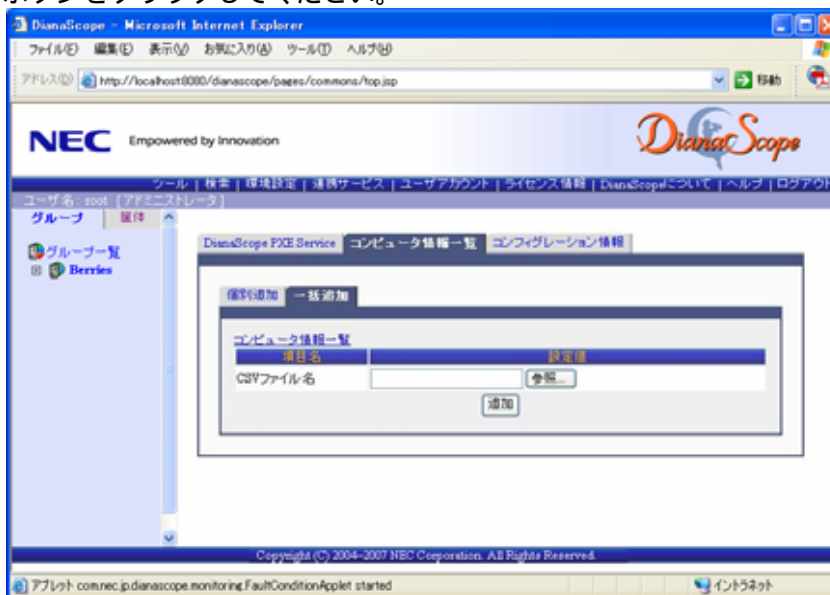 ボタンをクリックしてください。
DianaScope - Microsoft Internet Explorer
ファイル(F) 編集(E) 表示(V) お気に入り(A) ツール(T) ヘルプ(H)
アドレス(D) http://localhost:8080/dianascope/pages/commons/top.jsp 移動
NEC Empowered by Innovation
DianaScope
ツール | 検索 | 環境設定 | 連携サービス | ユーザアカウント | ライセンス情報 | DianaScopeについて | ヘルプ | ログアウト
ユーザ名 : root [アドミニストレータ]
グループ 筐体
グループ一覧
Berries
DianaScope PXE Service コンピュータ情報一覧 コンフィグレーション情報
個別追加 一括追加
コンピュータ情報一覧
項目名 設定値
CSVファイル名 参照...
追加
Copyright (C) 2004-2007 NEC Corporation. All Rights Reserved.
アプレット com.nec.jp.dianascope.monitoring.FaultConditionApplet started イントラネット